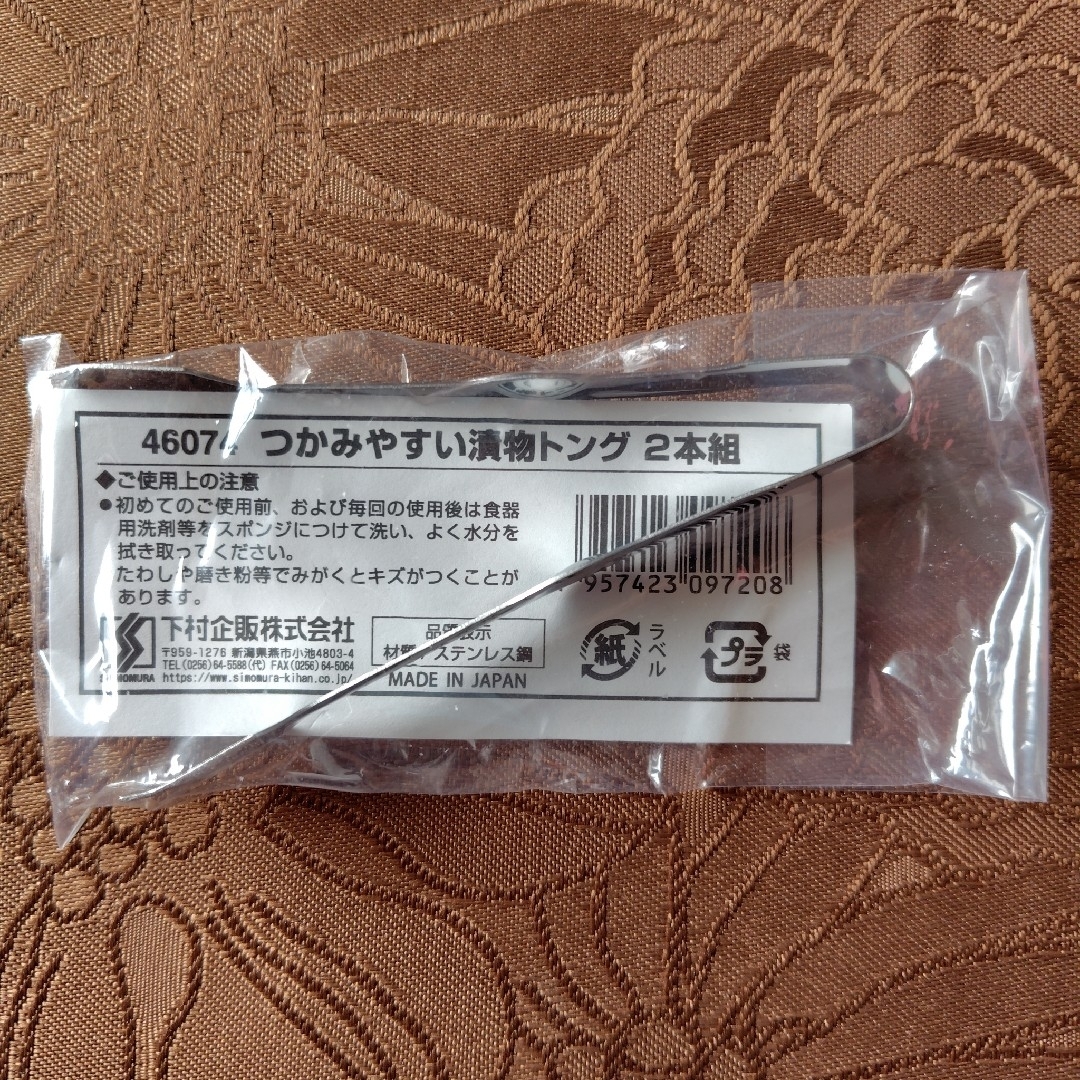 46074 つかみやすい漬物トング 2本組
◆ご使用上の注意
●初めてのご使用前、および毎回の使用後は食器
用洗剤等をスポンジにつけて洗い、よく水分を
拭き取ってください。
たわしや磨き粉等でみがくとキズがつくことが
あります。
下村企販株式会社
〒959-1276 新潟県燕市小池4803-4
TEL(0256)64-5588(代) FAX(0256)64-5064
https://www.simomura-kihan.co.jp/
品質表示
材質 ステンレス鋼
MADE IN JAPAN
957423 097208
紙 ラベル
プラ 袋